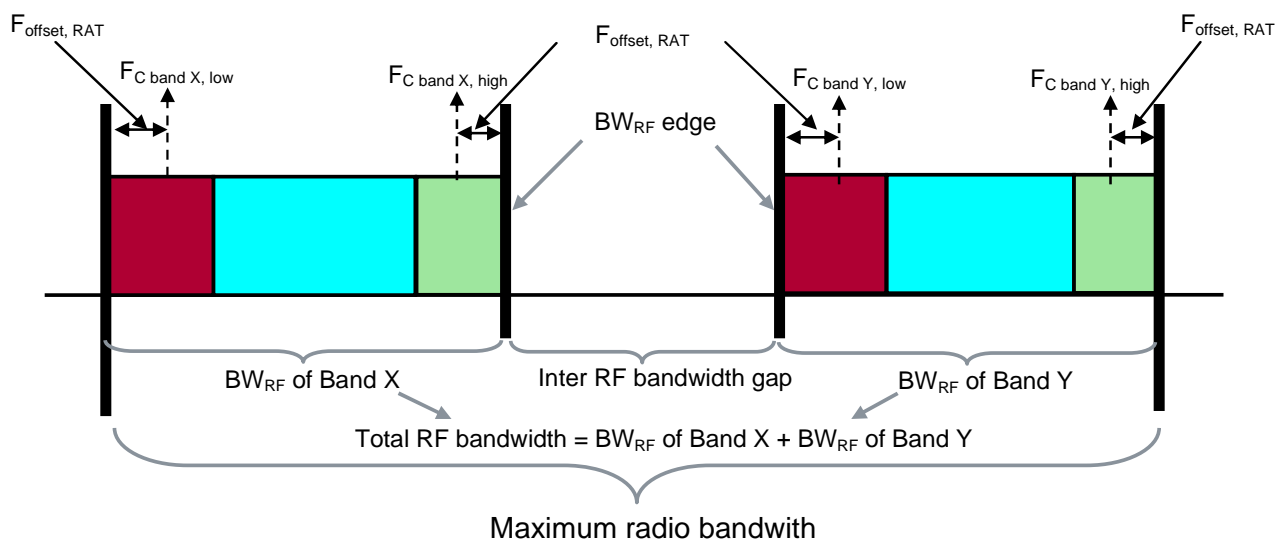 F_offset, RAT
F_offset, RAT
F_offset, RAT
F_C band X, low
F_C band X, high
F_C band Y, low
F_C band Y, high
BW_RF edge
BW_RF of Band X
Inter RF bandwidth gap
BW_RF of Band Y
Total RF bandwidth = BW_RF of Band X + BW_RF of Band Y
Maximum radio bandwith